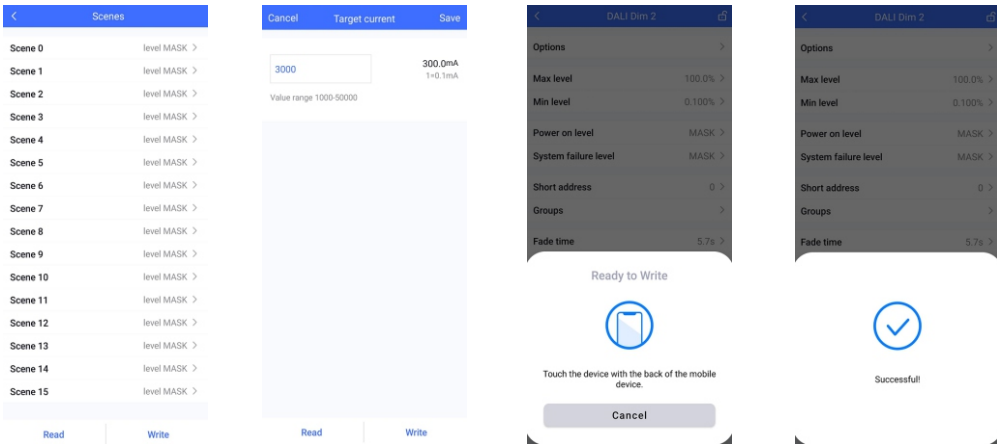 Scenes
Scene 0 level MASK
Scene 1 level MASK
Scene 2 level MASK
Scene 3 level MASK
Scene 4 level MASK
Scene 5 level MASK
Scene 6 level MASK
Scene 7 level MASK
Scene 8 level MASK
Scene 9 level MASK
Scene 10 level MASK
Scene 11 level MASK
Scene 12 level MASK
Scene 13 level MASK
Scene 14 level MASK
Scene 15 level MASK
Read Write
Cancel Target current Save
3000 300.0mA
1=0.1mA
Value range 1000-50000
Read Write
DALI Dim 2
Options
Max level 100.0%
Min level 0.100%
Power on level MASK
System failure level MASK
Short address 0
Groups
Fade time 5.7s
Ready to Write
Touch the device with the back of the mobile
device.
Cancel
DALI Dim 2
Options
Max level 100.0%
Min level 0.100%
Power on level MASK
System failure level MASK
Short address 0
Groups
Fade time 5.7s
Successful!